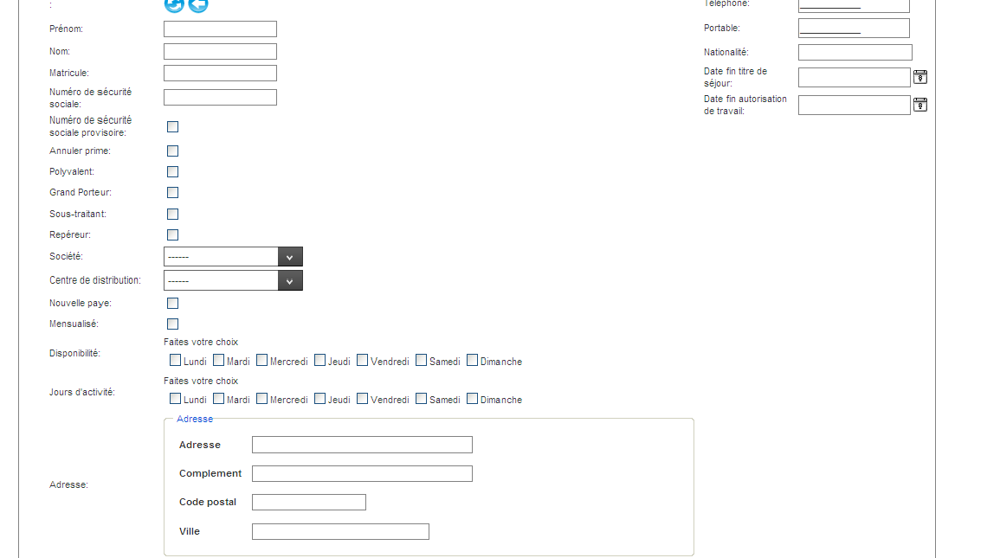 :
Prénom:
Nom:
Matricule:
Numéro de sécurité
sociale:
Numéro de sécurité
sociale provisoire:
Annuler prime:
Polyvalent:
Grand Porteur:
Sous-traitant:
Repéreur:
Société:
------
Centre de distribution:
------
Nouvelle paye:
Mensualisé:
Disponibilité:
Faites votre choix
Lundi Mardi Mercredi Jeudi Vendredi Samedi Dimanche
Jours d'activité:
Faites votre choix
Lundi Mardi Mercredi Jeudi Vendredi Samedi Dimanche
Adresse:
Adresse
Adresse
Complement
Code postal
Ville
Téléphone:
Portable:
Nationalité:
Date fin titre de
séjour:
Date fin autorisation
de travail: